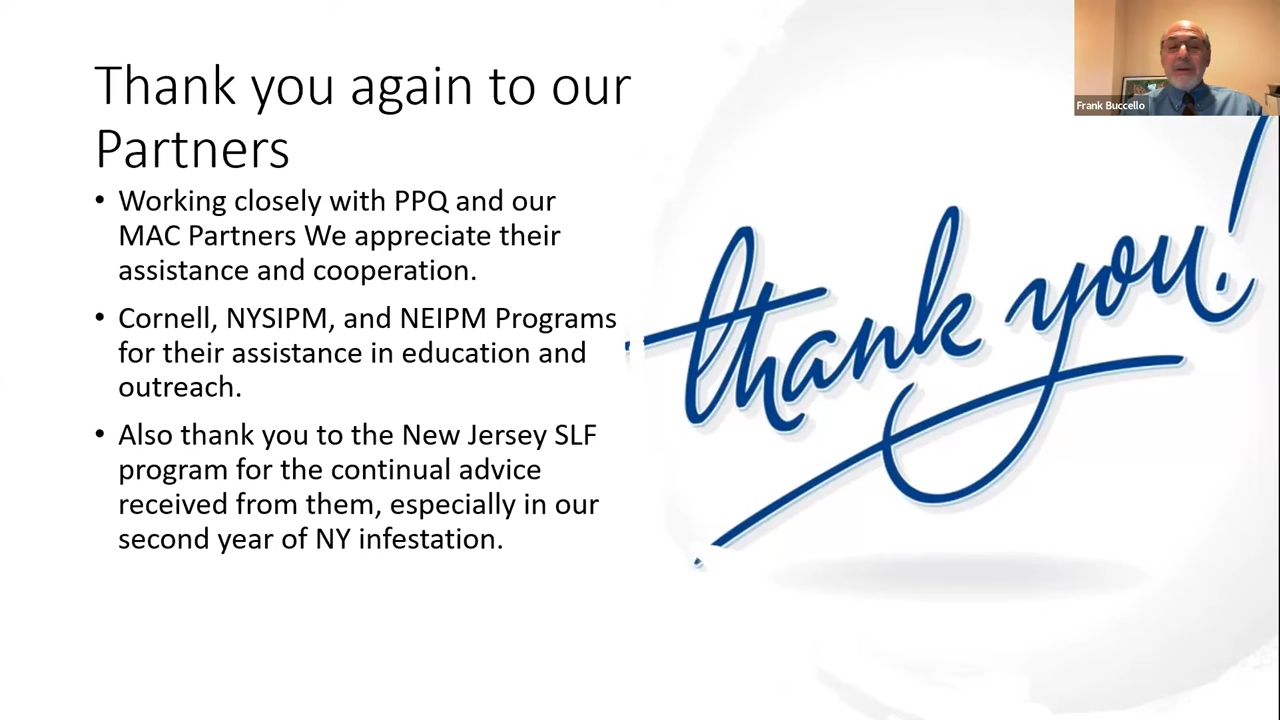 Thank you again to our
Partners
• Working closely with PPQ and our
MAC Partners We appreciate their
assistance and cooperation.
• Cornell, NYSIPM, and NEIPM Programs
for their assistance in education and
outreach.
• Also thank you to the New Jersey SLF
program for the continual advice
received from them, especially in our
second year of NY infestation.
thank you!
Frank Buccello